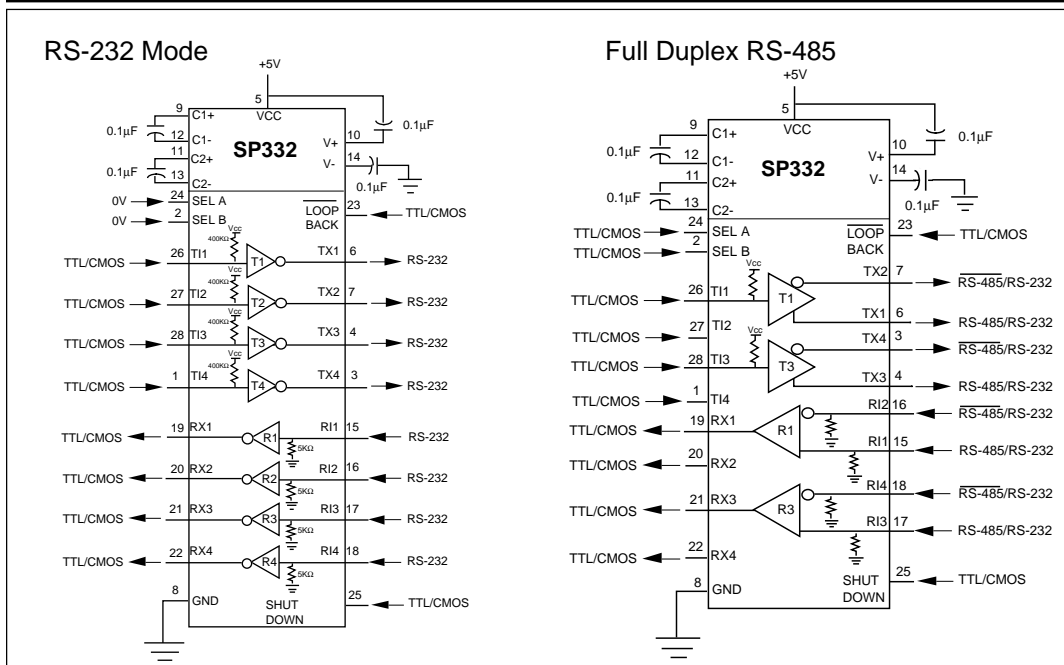 RS-232 Mode
+5V
5
VCC
9 C1+
0.1µF
12 C1-
11 C2+
0.1µF
13 C2-
SP332
V+ 10
0.1µF
V- 14
0.1µF
0V 24 SEL A
0V 2 SEL B
LOOP BACK 23 TTL/CMOS
Vcc
400KΩ
TTL/CMOS 26 TI1 T1 TX1 6 RS-232
Vcc
400KΩ
TTL/CMOS 27 TI2 T2 TX2 7 RS-232
Vcc
400KΩ
TTL/CMOS 28 TI3 T3 TX3 4 RS-232
Vcc
400KΩ
TTL/CMOS 1 TI4 T4 TX4 3 RS-232
TTL/CMOS 19 RX1 R1 RI1 15 RS-232
5KΩ
TTL/CMOS 20 RX2 R2 RI2 16 RS-232
5KΩ
TTL/CMOS 21 RX3 R3 RI3 17 RS-232
5KΩ
TTL/CMOS 22 RX4 R4 RI4 18 RS-232
5KΩ
8 GND
SHUT DOWN 25 TTL/CMOS
Full Duplex RS-485
+5V
5
VCC
9 C1+
0.1µF
12 C1-
11 C2+
0.1µF
13 C2-
SP332
V+ 10
0.1µF
V- 14
0.1µF
TTL/CMOS 24 SEL A
TTL/CMOS 2 SEL B
LOOP BACK 23 TTL/CMOS
Vcc
TX2 7 RS-485/RS-232
TTL/CMOS 26 TI1 T1
TX1 6 RS-485/RS-232
TTL/CMOS 27 TI2
Vcc
TX4 3 RS-485/RS-232
TTL/CMOS 28 TI3 T3
TX3 4 RS-485/RS-232
TTL/CMOS 1 TI4
RI2 16 RS-485/RS-232
TTL/CMOS 19 RX1 R1
RI1 15 RS-485/RS-232
TTL/CMOS 20 RX2
RI4 18 RS-485/RS-232
TTL/CMOS 21 RX3 R3
RI3 17 RS-485/RS-232
TTL/CMOS 22 RX4
8 GND
SHUT DOWN 25 TTL/CMOS